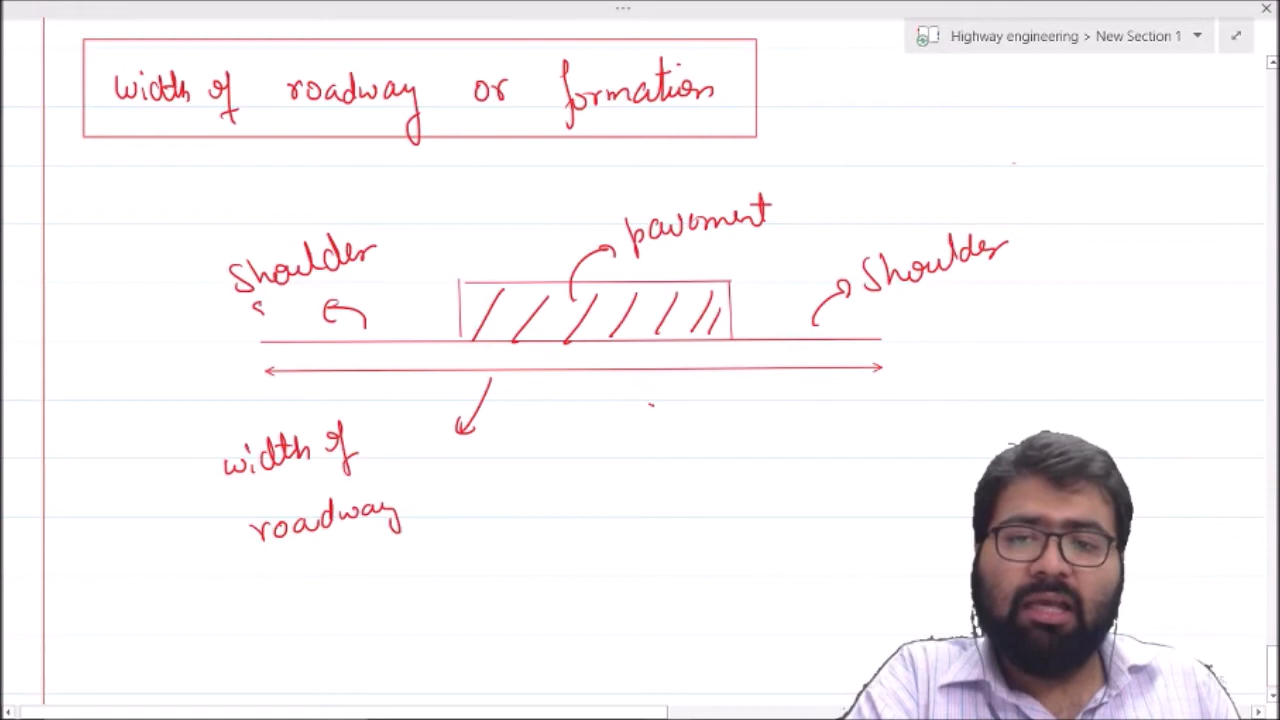 Highway engineering > New Section 1
width of roadway or formation
pavement
Shoulder
Shoulder
width of
roadway